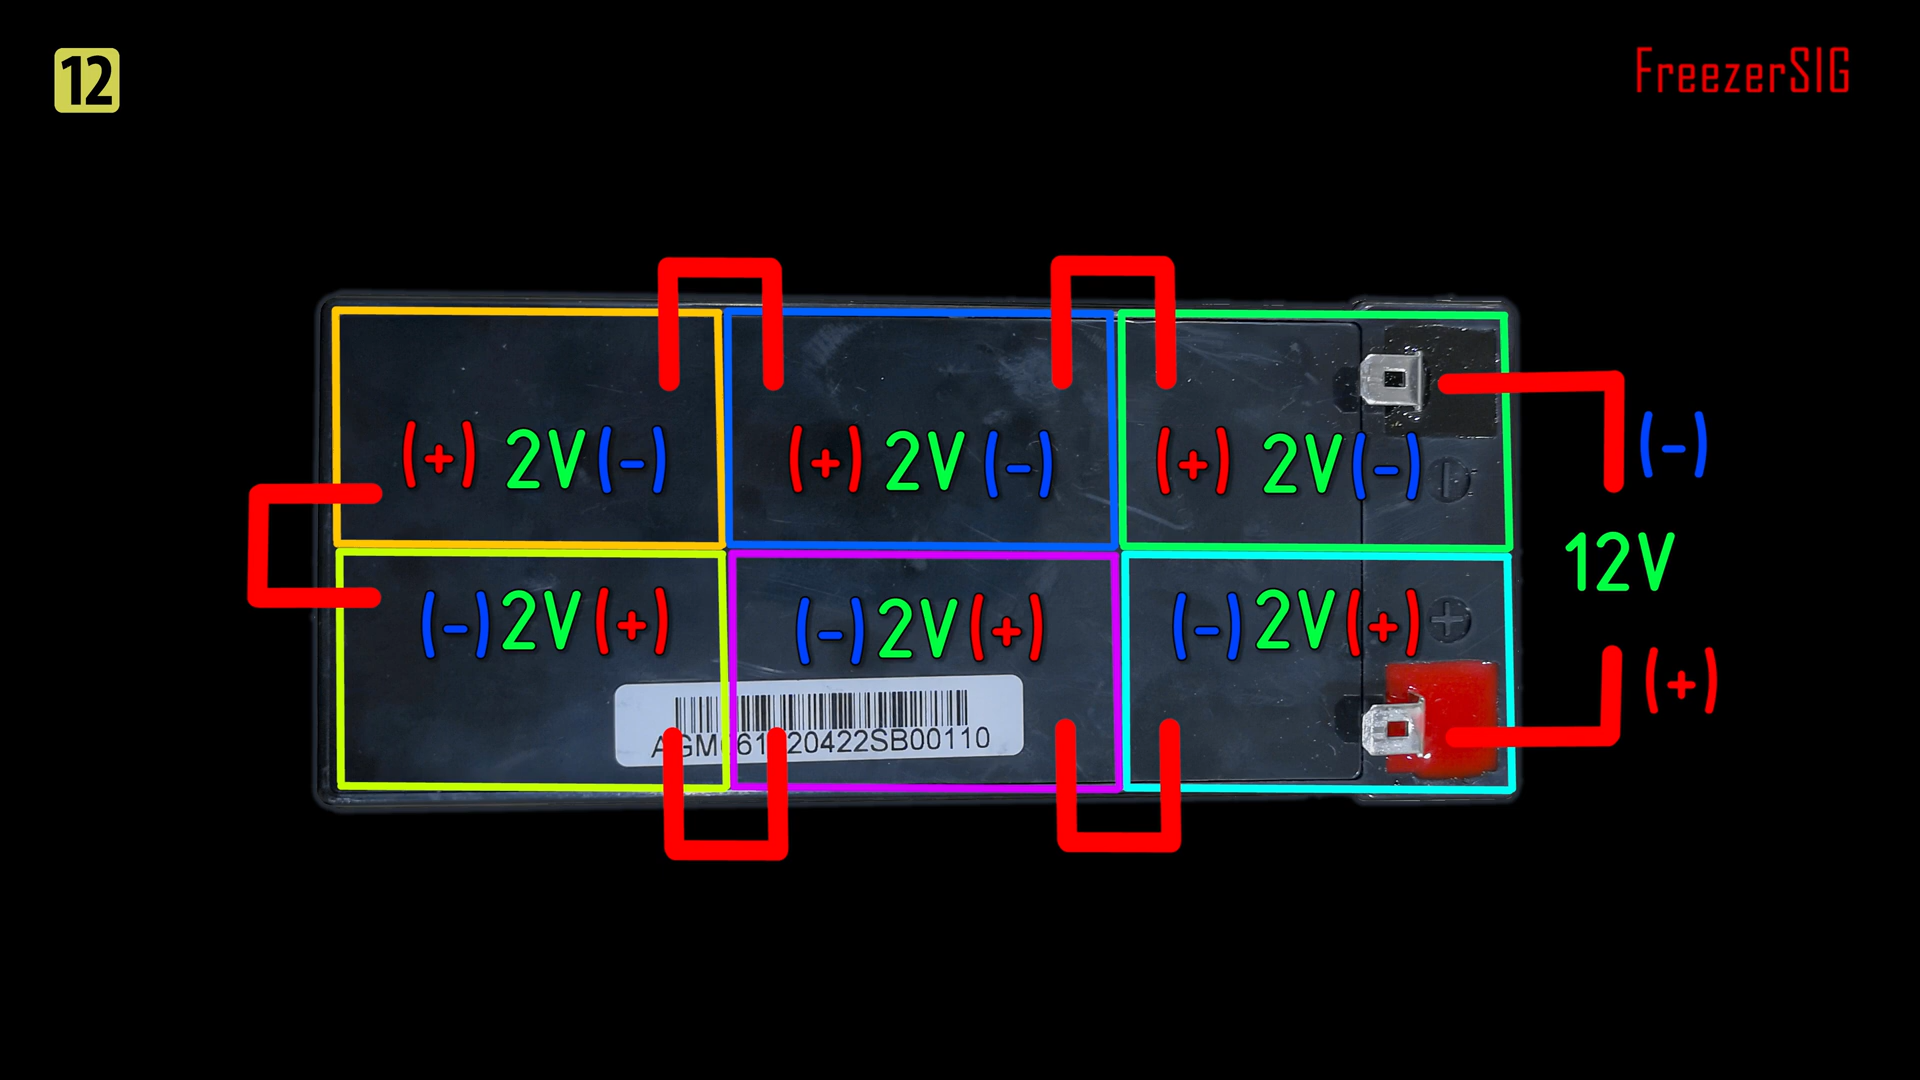 12
FreezerSIG
(+) 2V (-)
(+) 2V (-)
(+) 2V (-)
(-)
12V
(-) 2V (+)
(-) 2V (+)
(-) 2V (+)
(+)
20422SB00110